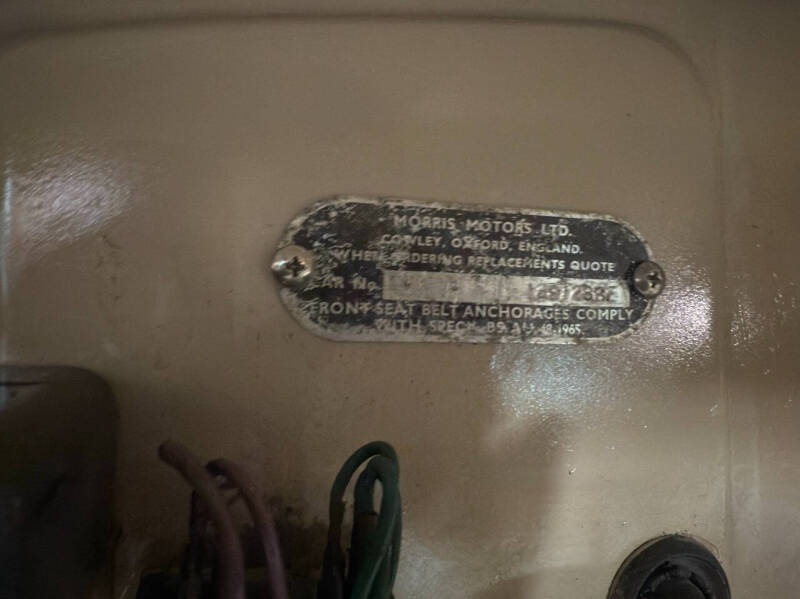 MORRIS MOTORS LTD.
COWLEY, OXFORD, ENGLAND.
WHEN ORDERING REPLACEMENTS QUOTE
CAR No
FRONT SEAT BELT ANCHORAGES COMPLY
WITH SPECN. BS. AU. 48-1965